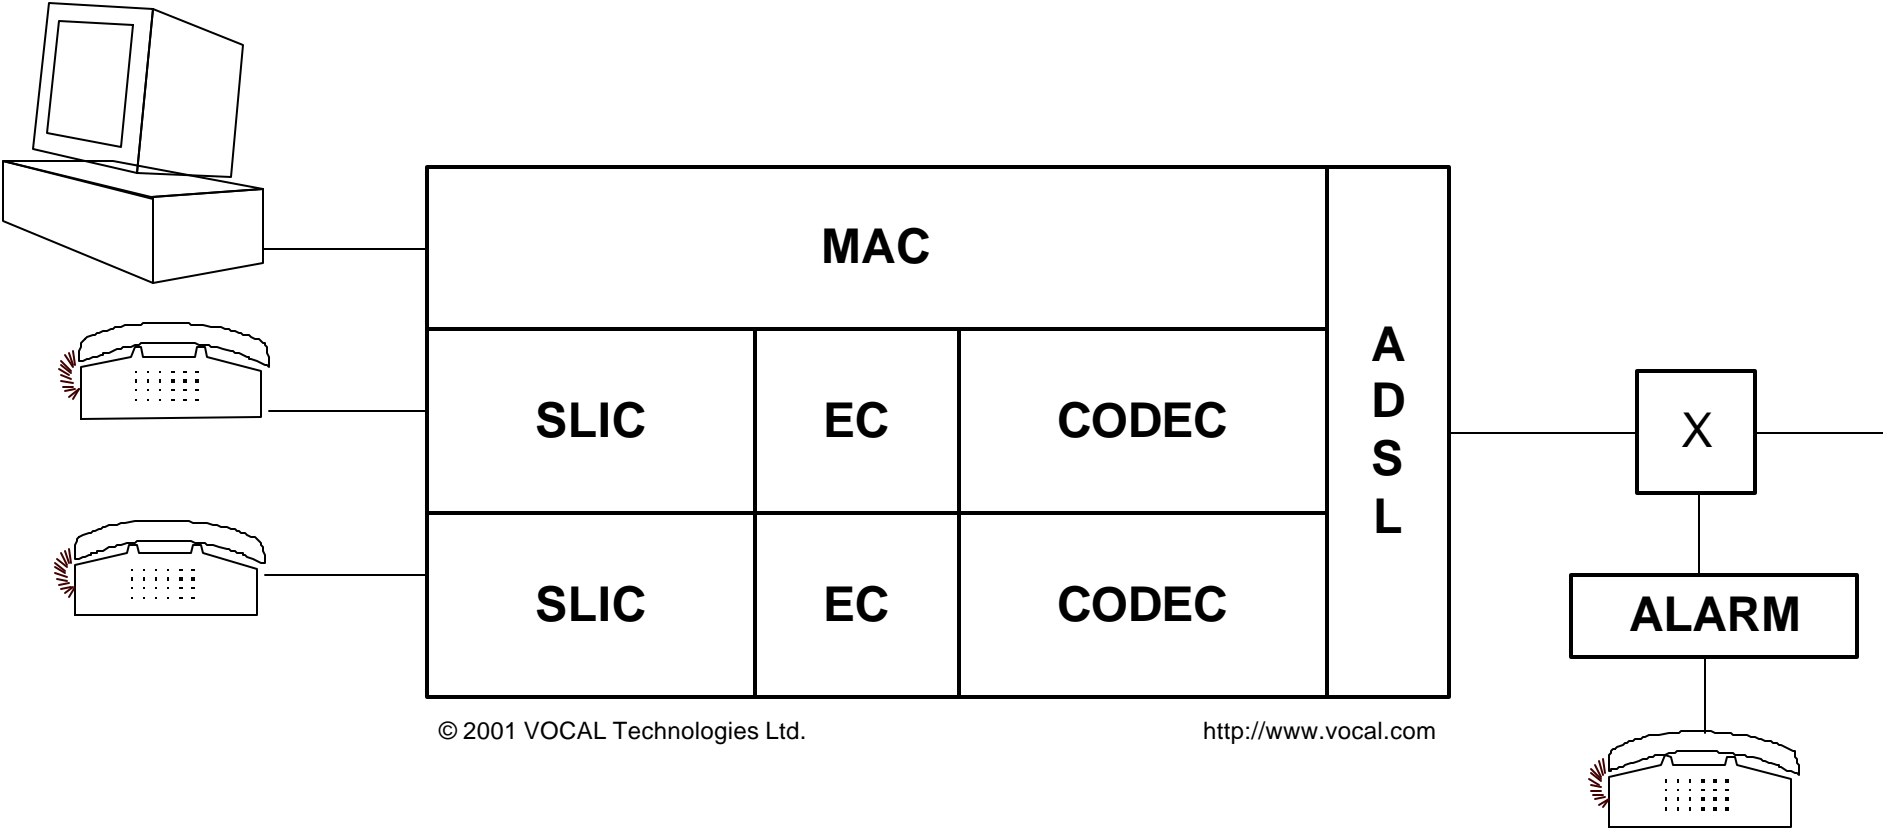 MAC
A
D
S
L
SLIC EC CODEC
X
SLIC EC CODEC
ALARM
© 2001 VOCAL Technologies Ltd. http://www.vocal.com